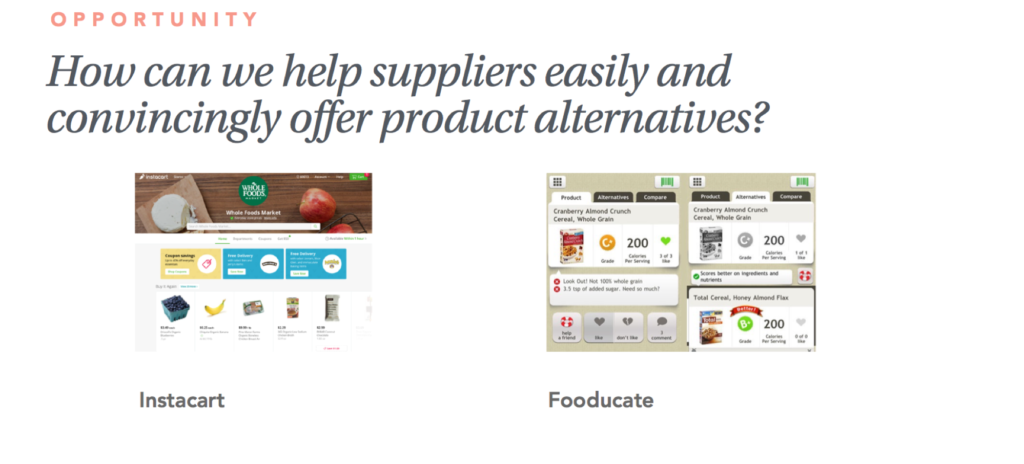 OPPORTUNITY
How can we help suppliers easily and
convincingly offer product alternatives?
instacart
WHOLE
FOODS
MARKET
Whole Foods Market
Coupon savings
Free Delivery
Free Delivery
Buy It Again
Product
Alternatives
Compare
Cranberry Almond Crunch
Cereal, Whole Grain
C+
200
Grade
Calories
Per Serving
3 of 3
like
Look Out! Not 100% whole grain
3.5 tsp of added sugar. Need so much?
help
a friend
like
don't like
comment
Product
Alternatives
Compare
Cranberry Almond Crunch
Cereal, Whole Grain
C+
200
Grade
Calories
Per Serving
like
Scores better on ingredients and
nutrients
Total Cereal, Honey Almond Flax
Better!
B+
200
Grade
Calories
Per Serving
0 of 0
like
Instacart
Fooducate